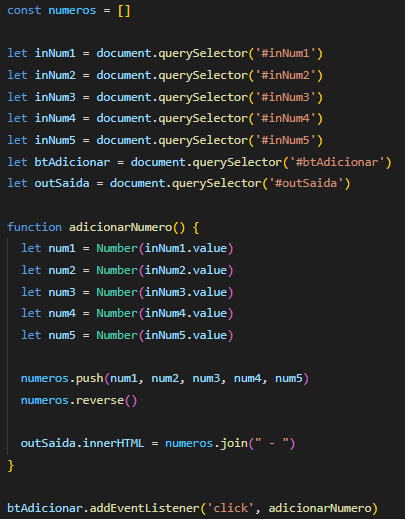 const numeros = []
let inNum1 = document.querySelector('#inNum1')
let inNum2 = document.querySelector('#inNum2')
let inNum3 = document.querySelector('#inNum3')
let inNum4 = document.querySelector('#inNum4')
let inNum5 = document.querySelector('#inNum5')
let btAdicionar = document.querySelector('#btAdicionar')
let outSaida = document.querySelector('#outSaida')
function adicionarNumero() {
let num1 = Number(inNum1.value)
let num2 = Number(inNum2.value)
let num3 = Number(inNum3.value)
let num4 = Number(inNum4.value)
let num5 = Number(inNum5.value)
numeros.push(num1, num2, num3, num4, num5)
numeros.reverse()
outSaida.innerHTML = numeros.join(" - ")
}
btAdicionar.addEventListener('click', adicionarNumero)